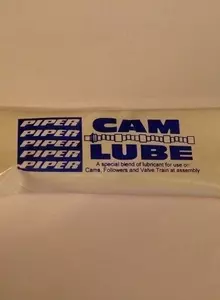 PIPER
PIPER
PIPER
PIPER
PIPER
CAM
LUBE
A special blend of lubricant for use on
Cams, Followers and Valve Train at assembly